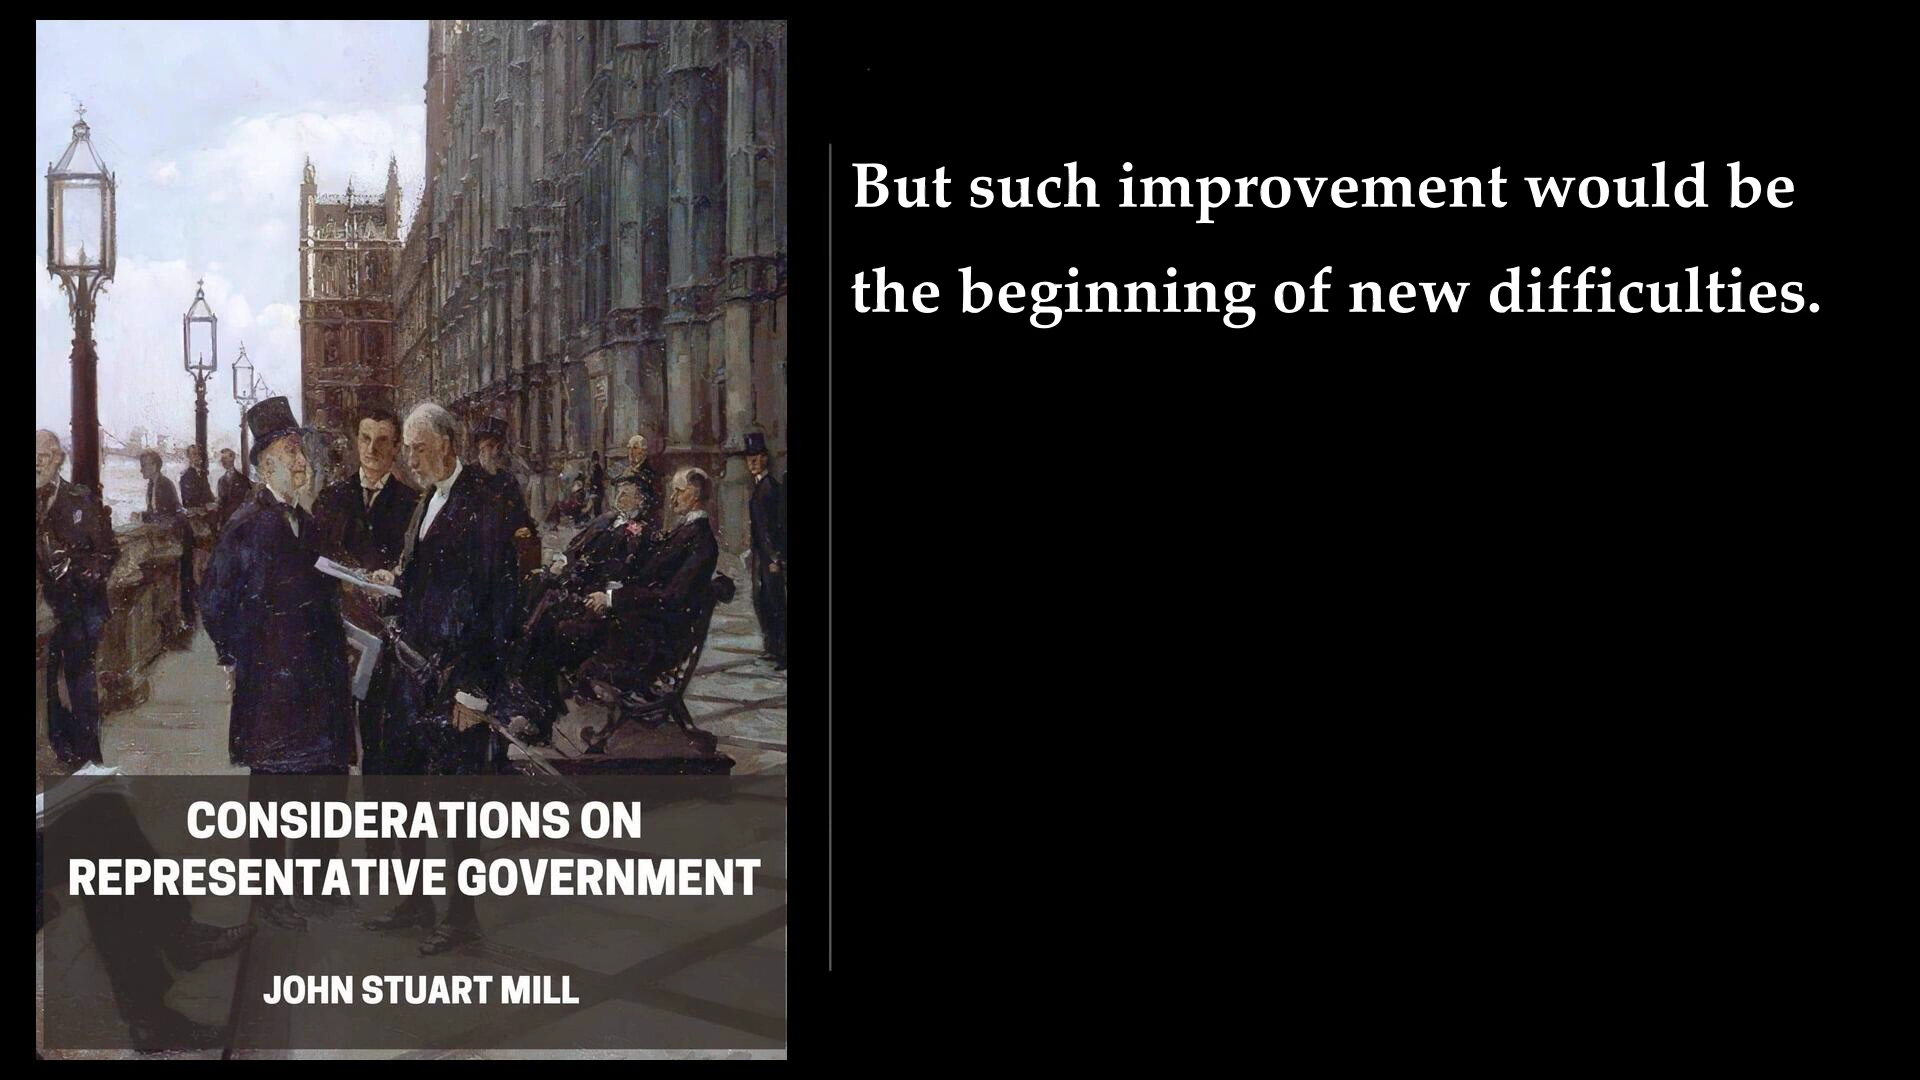 But such improvement would be
the beginning of new difficulties.
CONSIDERATIONS ON
REPRESENTATIVE GOVERNMENT
JOHN STUART MILL